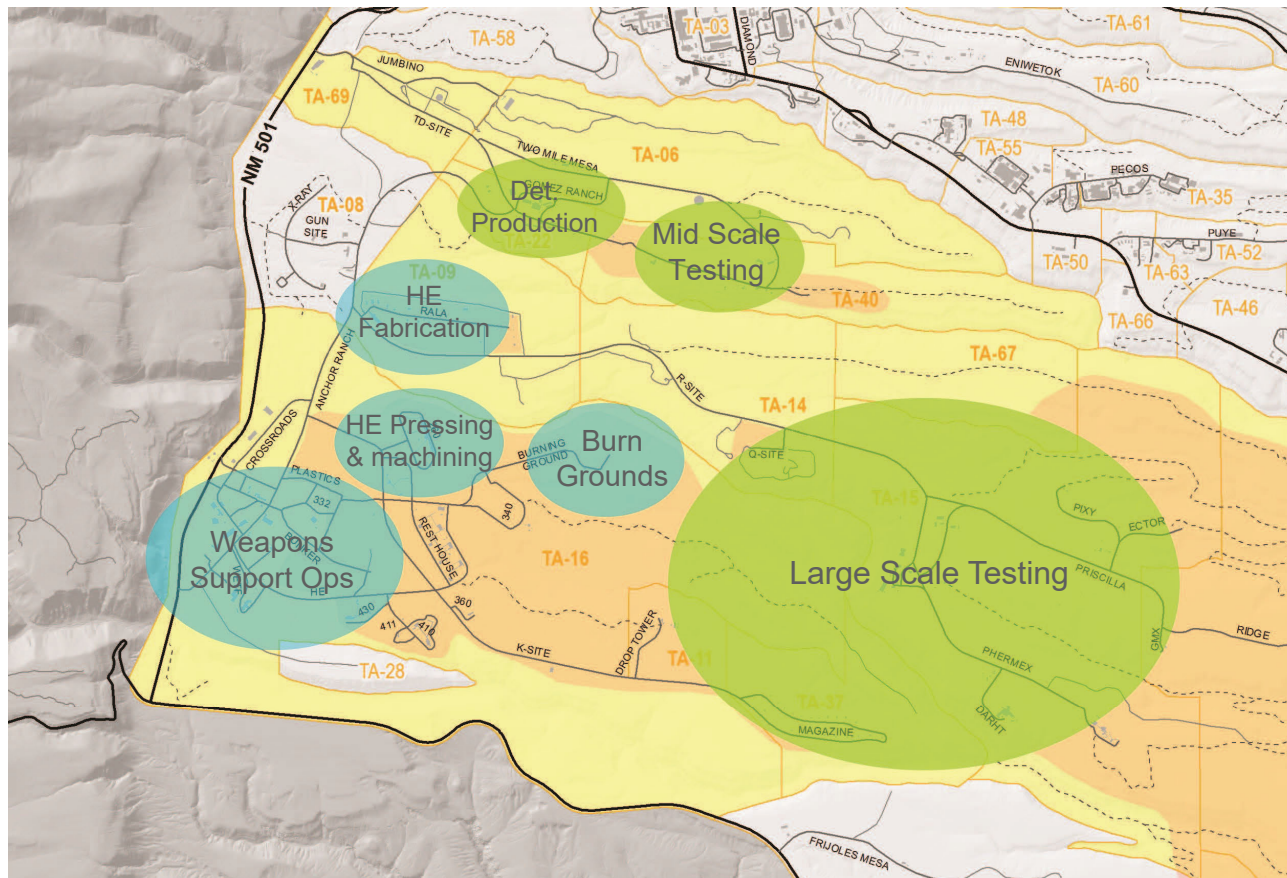 TA-58
TA-03
DIAMOND
TA-61
ENIWETOK
TA-60
JUMBINO
TA-69
TD-SITE
TA-48
TA-55
TWO MILE MESA
TA-06
PECOS
TA-35
NM 501
X-RAY
TA-08
GUN
SITE
Det.
Production
GOMEZ RANCH
TA-22
Mid Scale
Testing
PUYE
TA-50
TA-63
TA-52
TA-09
HE
Fabrication
RALA
TA-40
TA-46
TA-66
ANCHOR RANCH
R-SITE
TA-67
TA-14
CROSSROADS
HE Pressing
& machining
BURNING
GROUND
Burn
Grounds
Q-SITE
PLASTICS
332
340
TA-15
PIXY
ECTOR
Weapons
Support Ops
HE
REST HOUSE
TA-16
Large Scale Testing
PRISCILLA
430
411
410
360
K-SITE
DROP TOWER
TA-11
GMX
RIDGE
TA-28
PHERMEX
TA-37
MAGAZINE
DARHT
FRIJOLES MESA